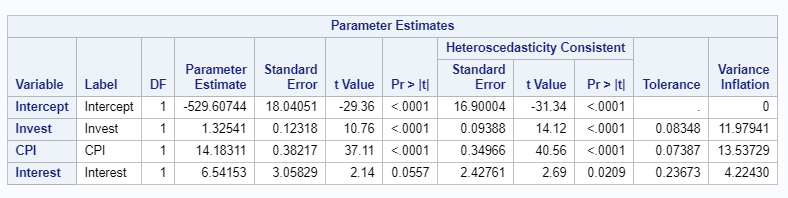 Parameter Estimates
Heteroscedasticity Consistent
Variable Label DF Parameter Estimate Standard Error t Value Pr > |t| Standard Error t Value Pr > |t| Tolerance Variance Inflation
Intercept Intercept 1 -529.60744 18.04051 -29.36 <.0001 16.90004 -31.34 <.0001 . 0
Invest Invest 1 1.32541 0.12318 10.76 <.0001 0.09388 14.12 <.0001 0.08348 11.97941
CPI CPI 1 14.18311 0.38217 37.11 <.0001 0.34966 40.56 <.0001 0.07387 13.53729
Interest Interest 1 6.54153 3.05829 2.14 0.0557 2.42761 2.69 0.0209 0.23673 4.22430